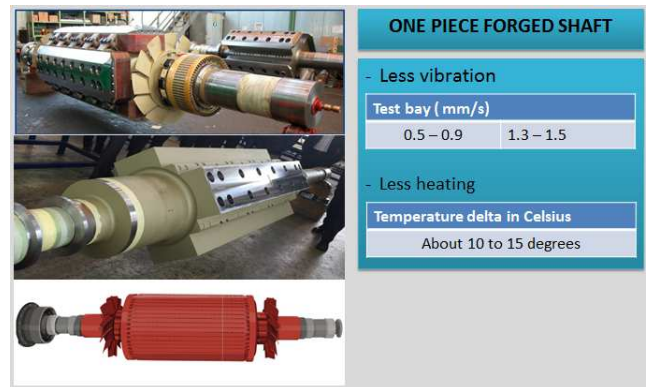 ONE PIECE FORGED SHAFT
- Less vibration
Test bay ( mm/s)
0.5 – 0.9 1.3 – 1.5
- Less heating
Temperature delta in Celsius
About 10 to 15 degrees